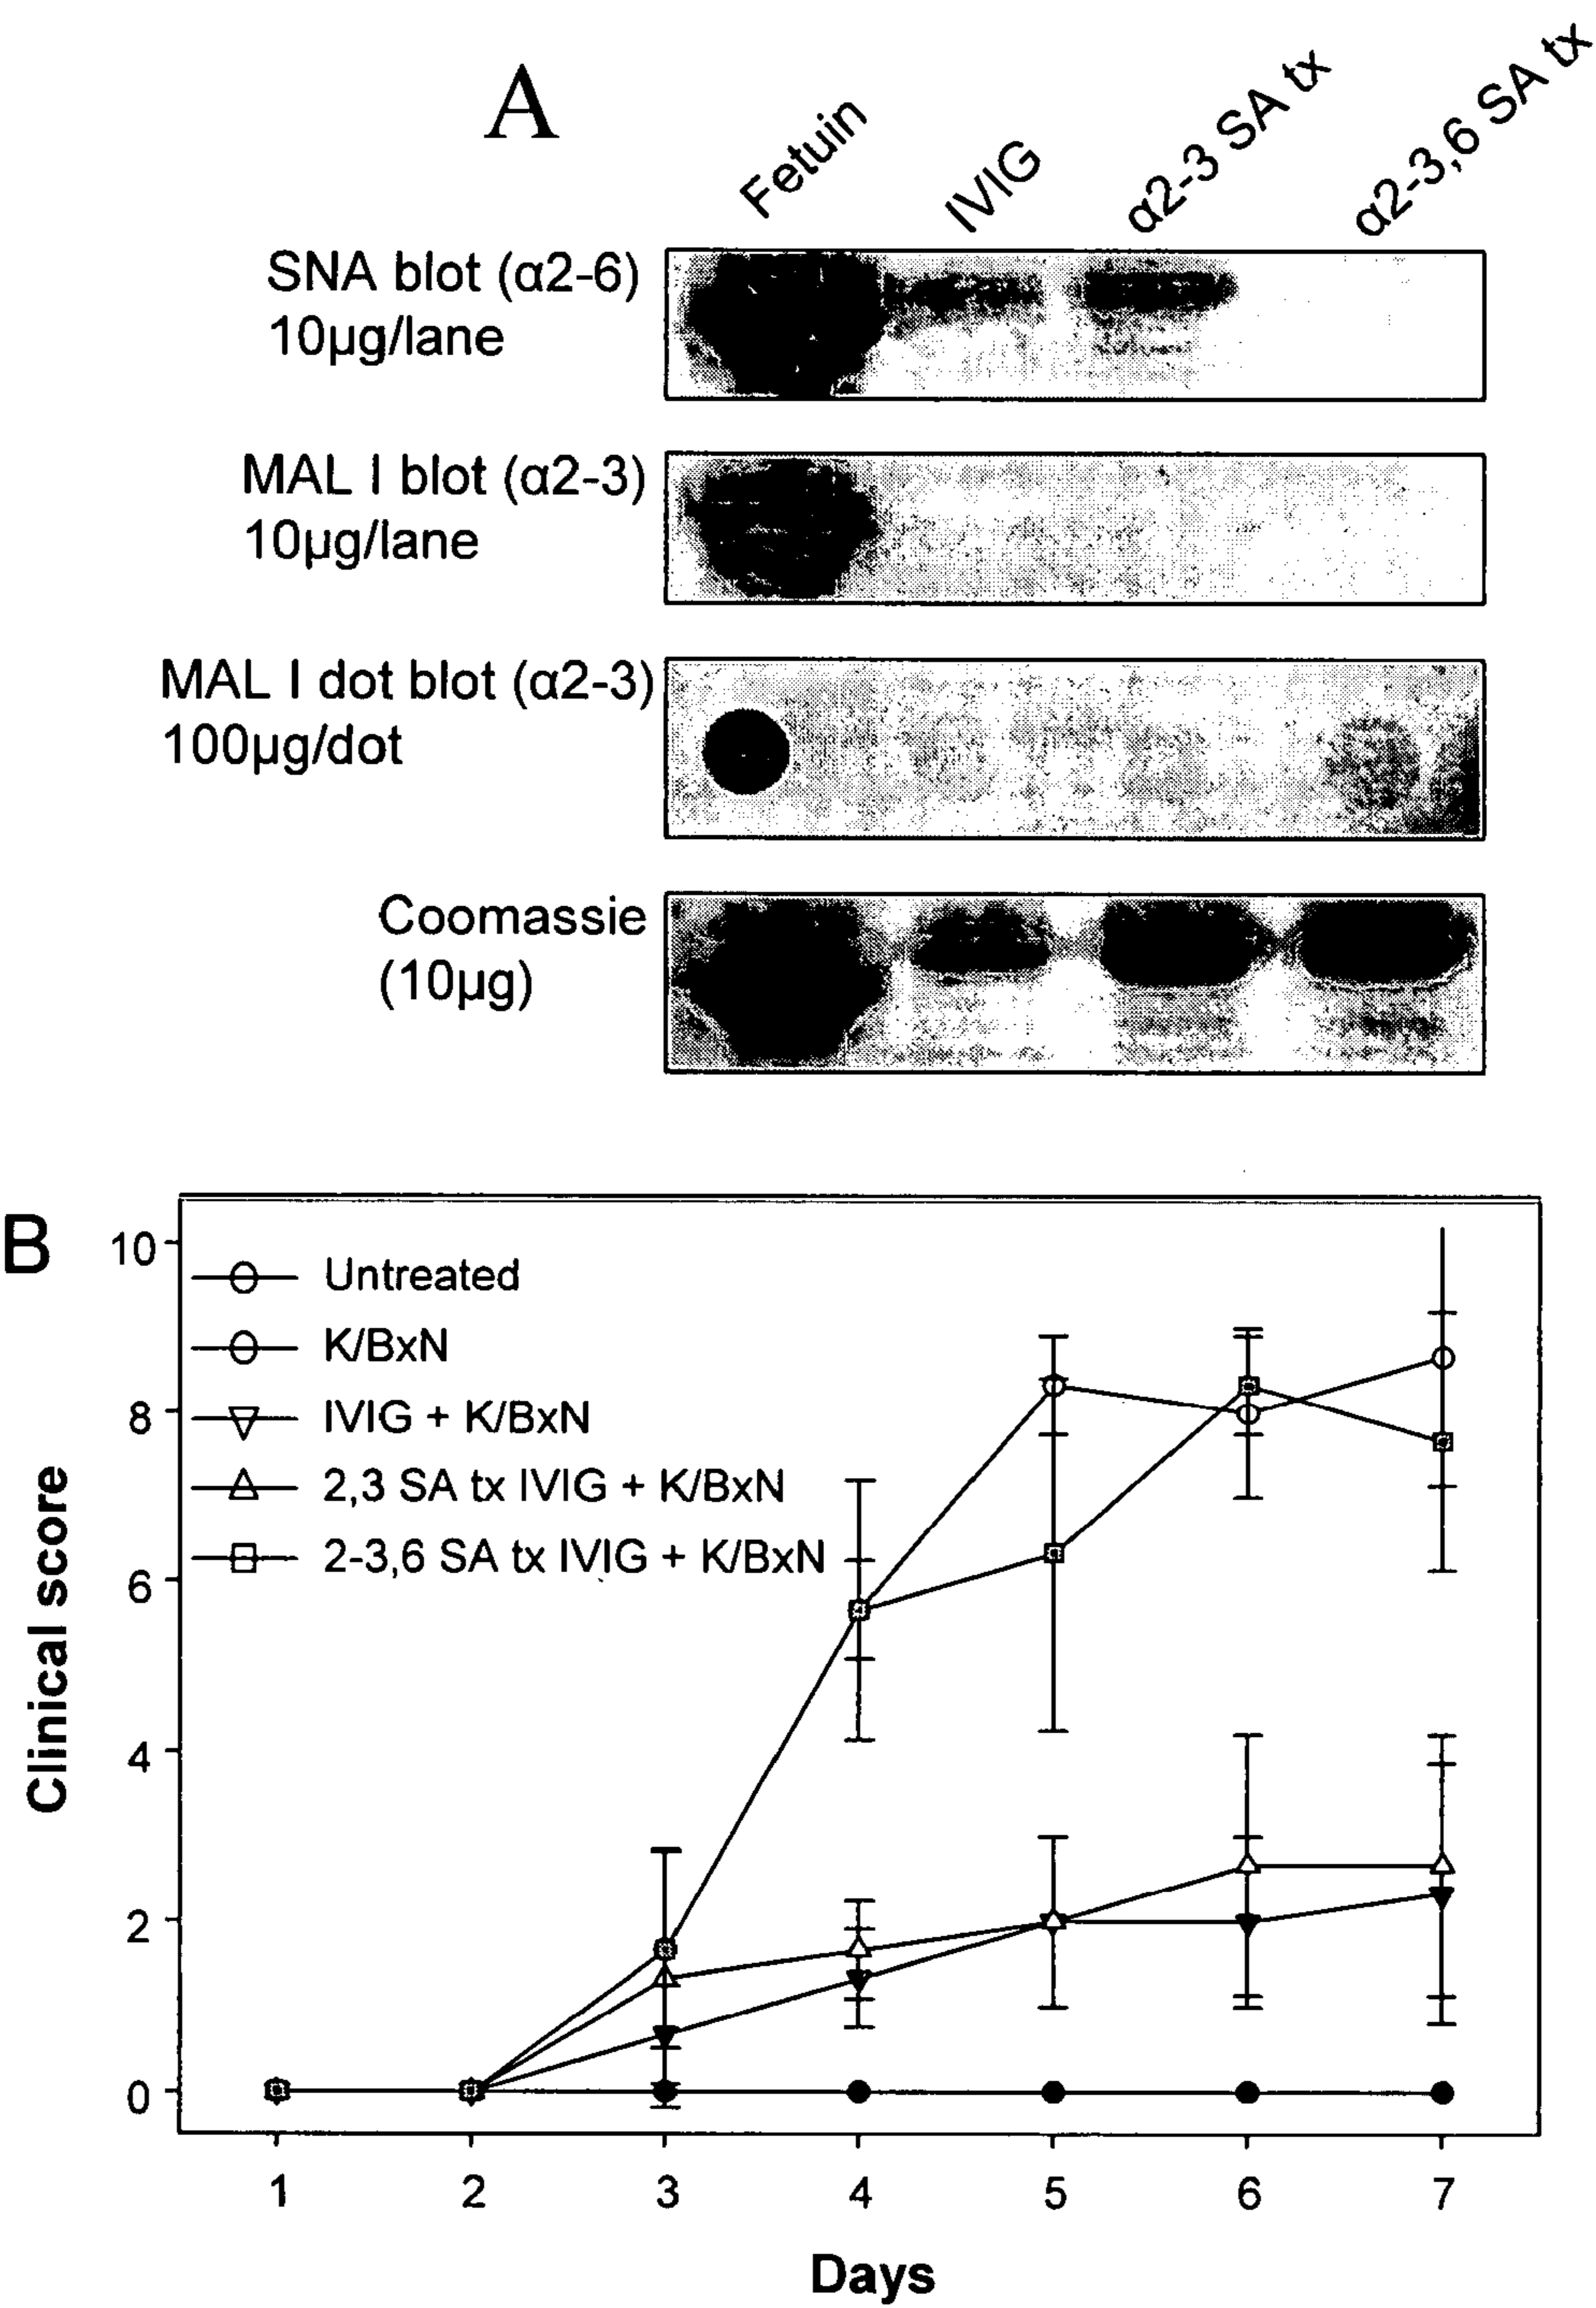 A
Fetuin
IVIG
α2-3 SA tx
α2-3,6 SA tx
SNA blot (α2-6)
10µg/lane
MAL I blot (α2-3)
10µg/lane
MAL I dot blot (α2-3)
100µg/dot
Coomassie
(10µg)
B
10
8
6
4
2
0
Clinical score
Untreated
K/BxN
IVIG + K/BxN
2,3 SA tx IVIG + K/BxN
2-3,6 SA tx IVIG + K/BxN
1 2 3 4 5 6 7
Days